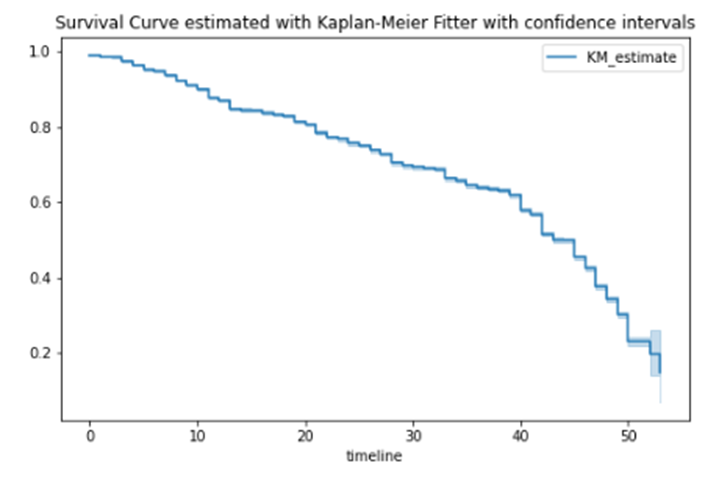 Survival Curve estimated with Kaplan-Meier Fitter with confidence intervals
KM_estimate
1.0
0.8
0.6
0.4
0.2
0 10 20 30 40 50
timeline